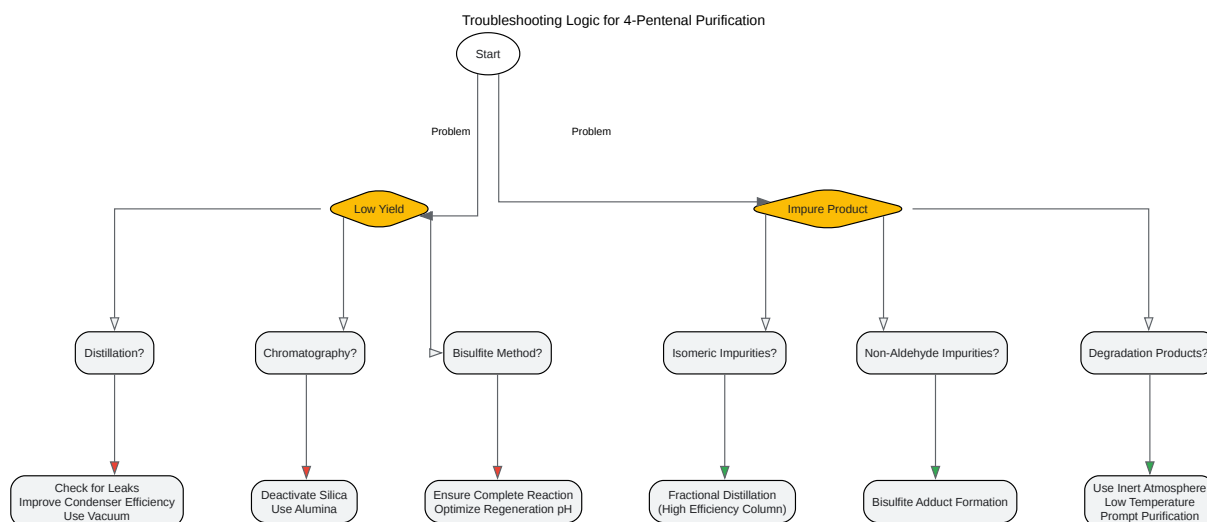 Troubleshooting Logic for 4-Pentenal Purification
Start
Problem
Problem
Low Yield
Impure Product
Distillation?
Chromatography?
Bisulfite Method?
Isomeric Impurities?
Non-Aldehyde Impurities?
Degradation Products?
Check for Leaks
Improve Condenser Efficiency
Use Vacuum
Deactivate Silica
Use Alumina
Ensure Complete Reaction
Optimize Regeneration pH
Fractional Distillation
(High Efficiency Column)
Bisulfite Adduct Formation
Use Inert Atmosphere
Low Temperature
Prompt Purification